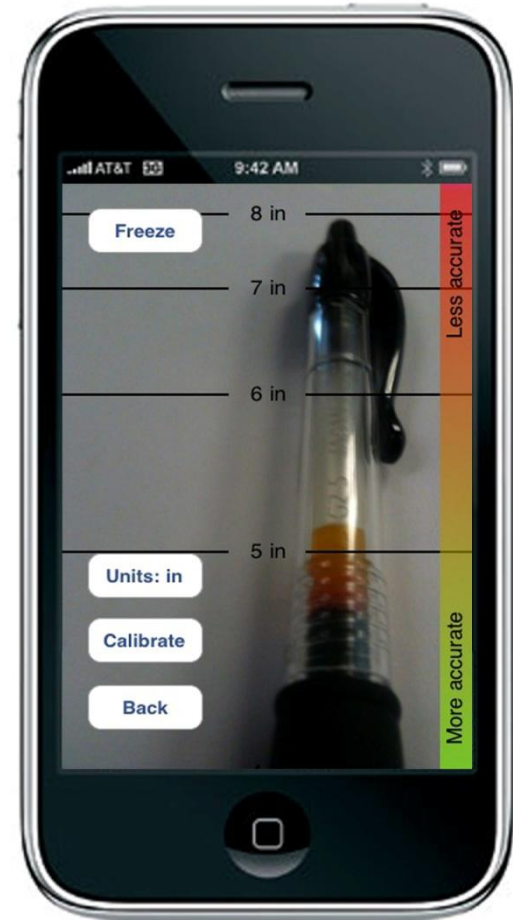 AT&T 3G 9:42 AM
8 in
Freeze
Less accurate
7 in
6 in
5 in
Units: in
More accurate
Calibrate
Back